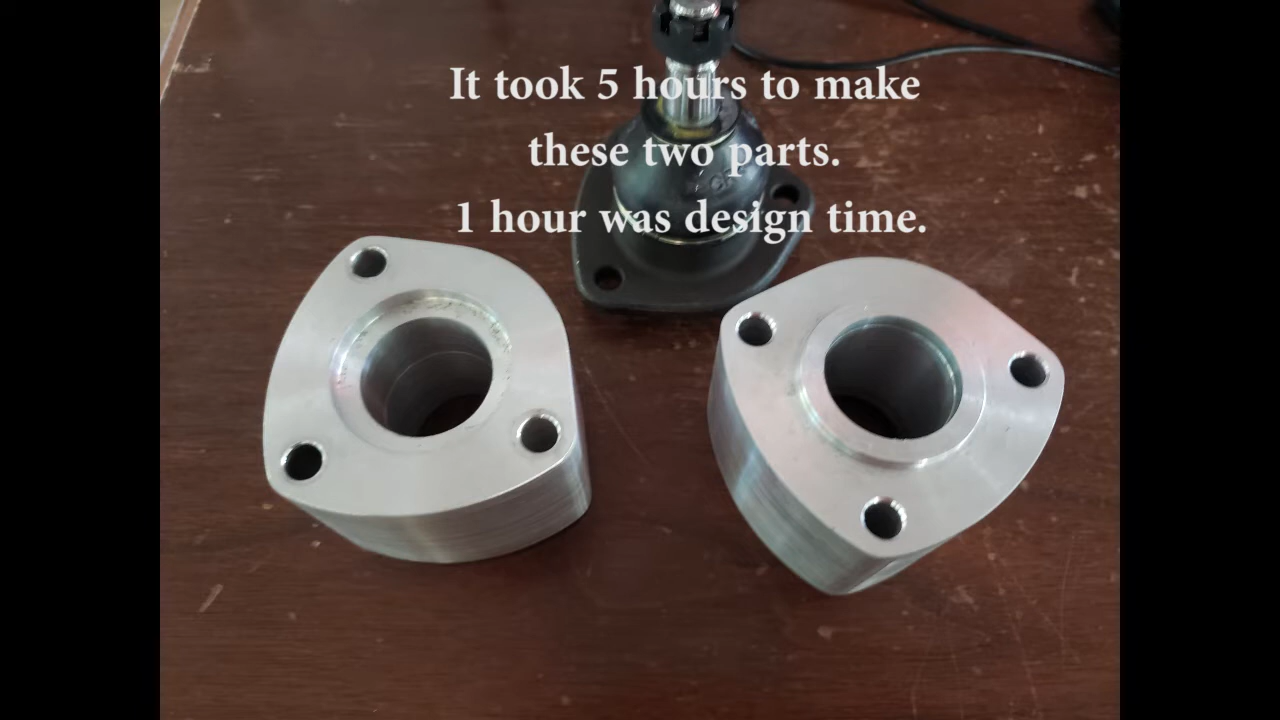 It took 5 hours to make
these two parts.
1 hour was design time.